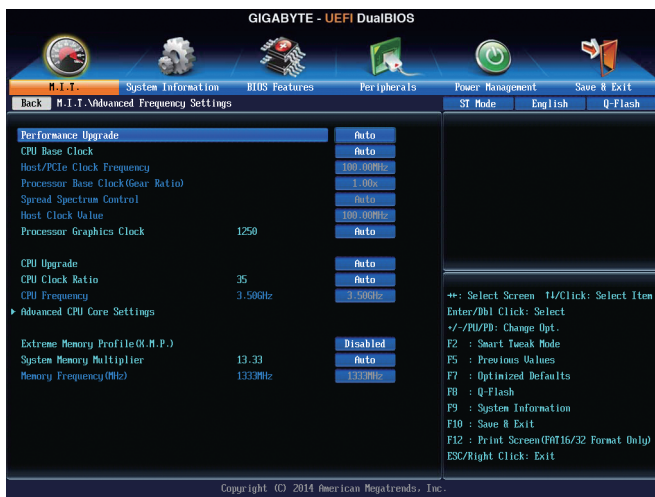 GIGABYTE - UEFI DualBIOS
M.I.T. System Information BIOS Features Peripherals Power Management Save & Exit
Back M.I.T.\Advanced Frequency Settings ST Mode English Q-Flash
Performance Upgrade Auto
CPU Base Clock Auto
Host/PCIe Clock Frequency 100.00MHz
Processor Base Clock(Gear Ratio) 1.00x
Spread Spectrum Control Auto
Host Clock Value 100.00MHz
Processor Graphics Clock 1250 Auto
CPU Upgrade Auto
CPU Clock Ratio 35 Auto
CPU Frequency 3.50GHz 3.50GHz
Advanced CPU Core Settings
Extreme Memory Profile(X.M.P.) Disabled
System Memory Multiplier 13.33 Auto
Memory Frequency(MHz) 1333MHz 1333MHz
→←: Select Screen ↑↓/Click: Select Item
Enter/Dbl Click: Select
+/-/PU/PD: Change Opt.
F2 : Smart Tweak Mode
F5 : Previous Values
F7 : Optimized Defaults
F8 : Q-Flash
F9 : System Information
F10 : Save & Exit
F12 : Print Screen(FAT16/32 Format Only)
ESC/Right Click: Exit
Copyright (C) 2014 American Megatrends, Inc.